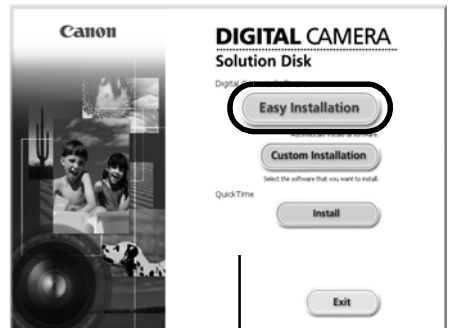 Canon
DIGITAL CAMERA
Solution Disk
Digital
Easy Installation
Custom Installation
Select the software that you want to install.
QuickTime
Install
Exit